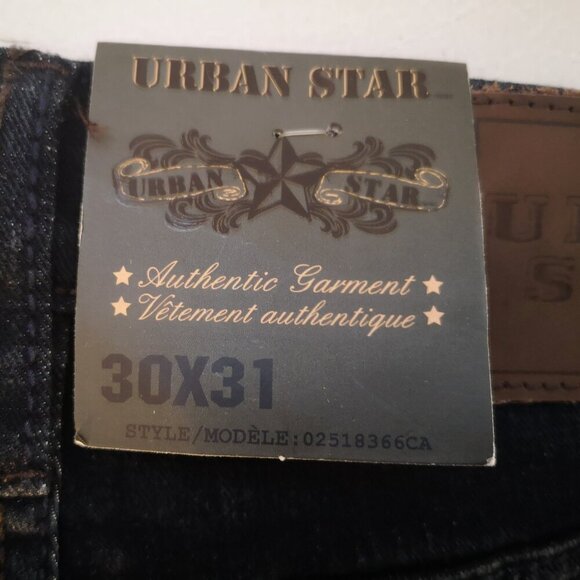 URBAN STAR
URBAN STAR
Authentic Garment
Vêtement authentique
30X31
STYLE/MODÈLE:02518366CA
U
S